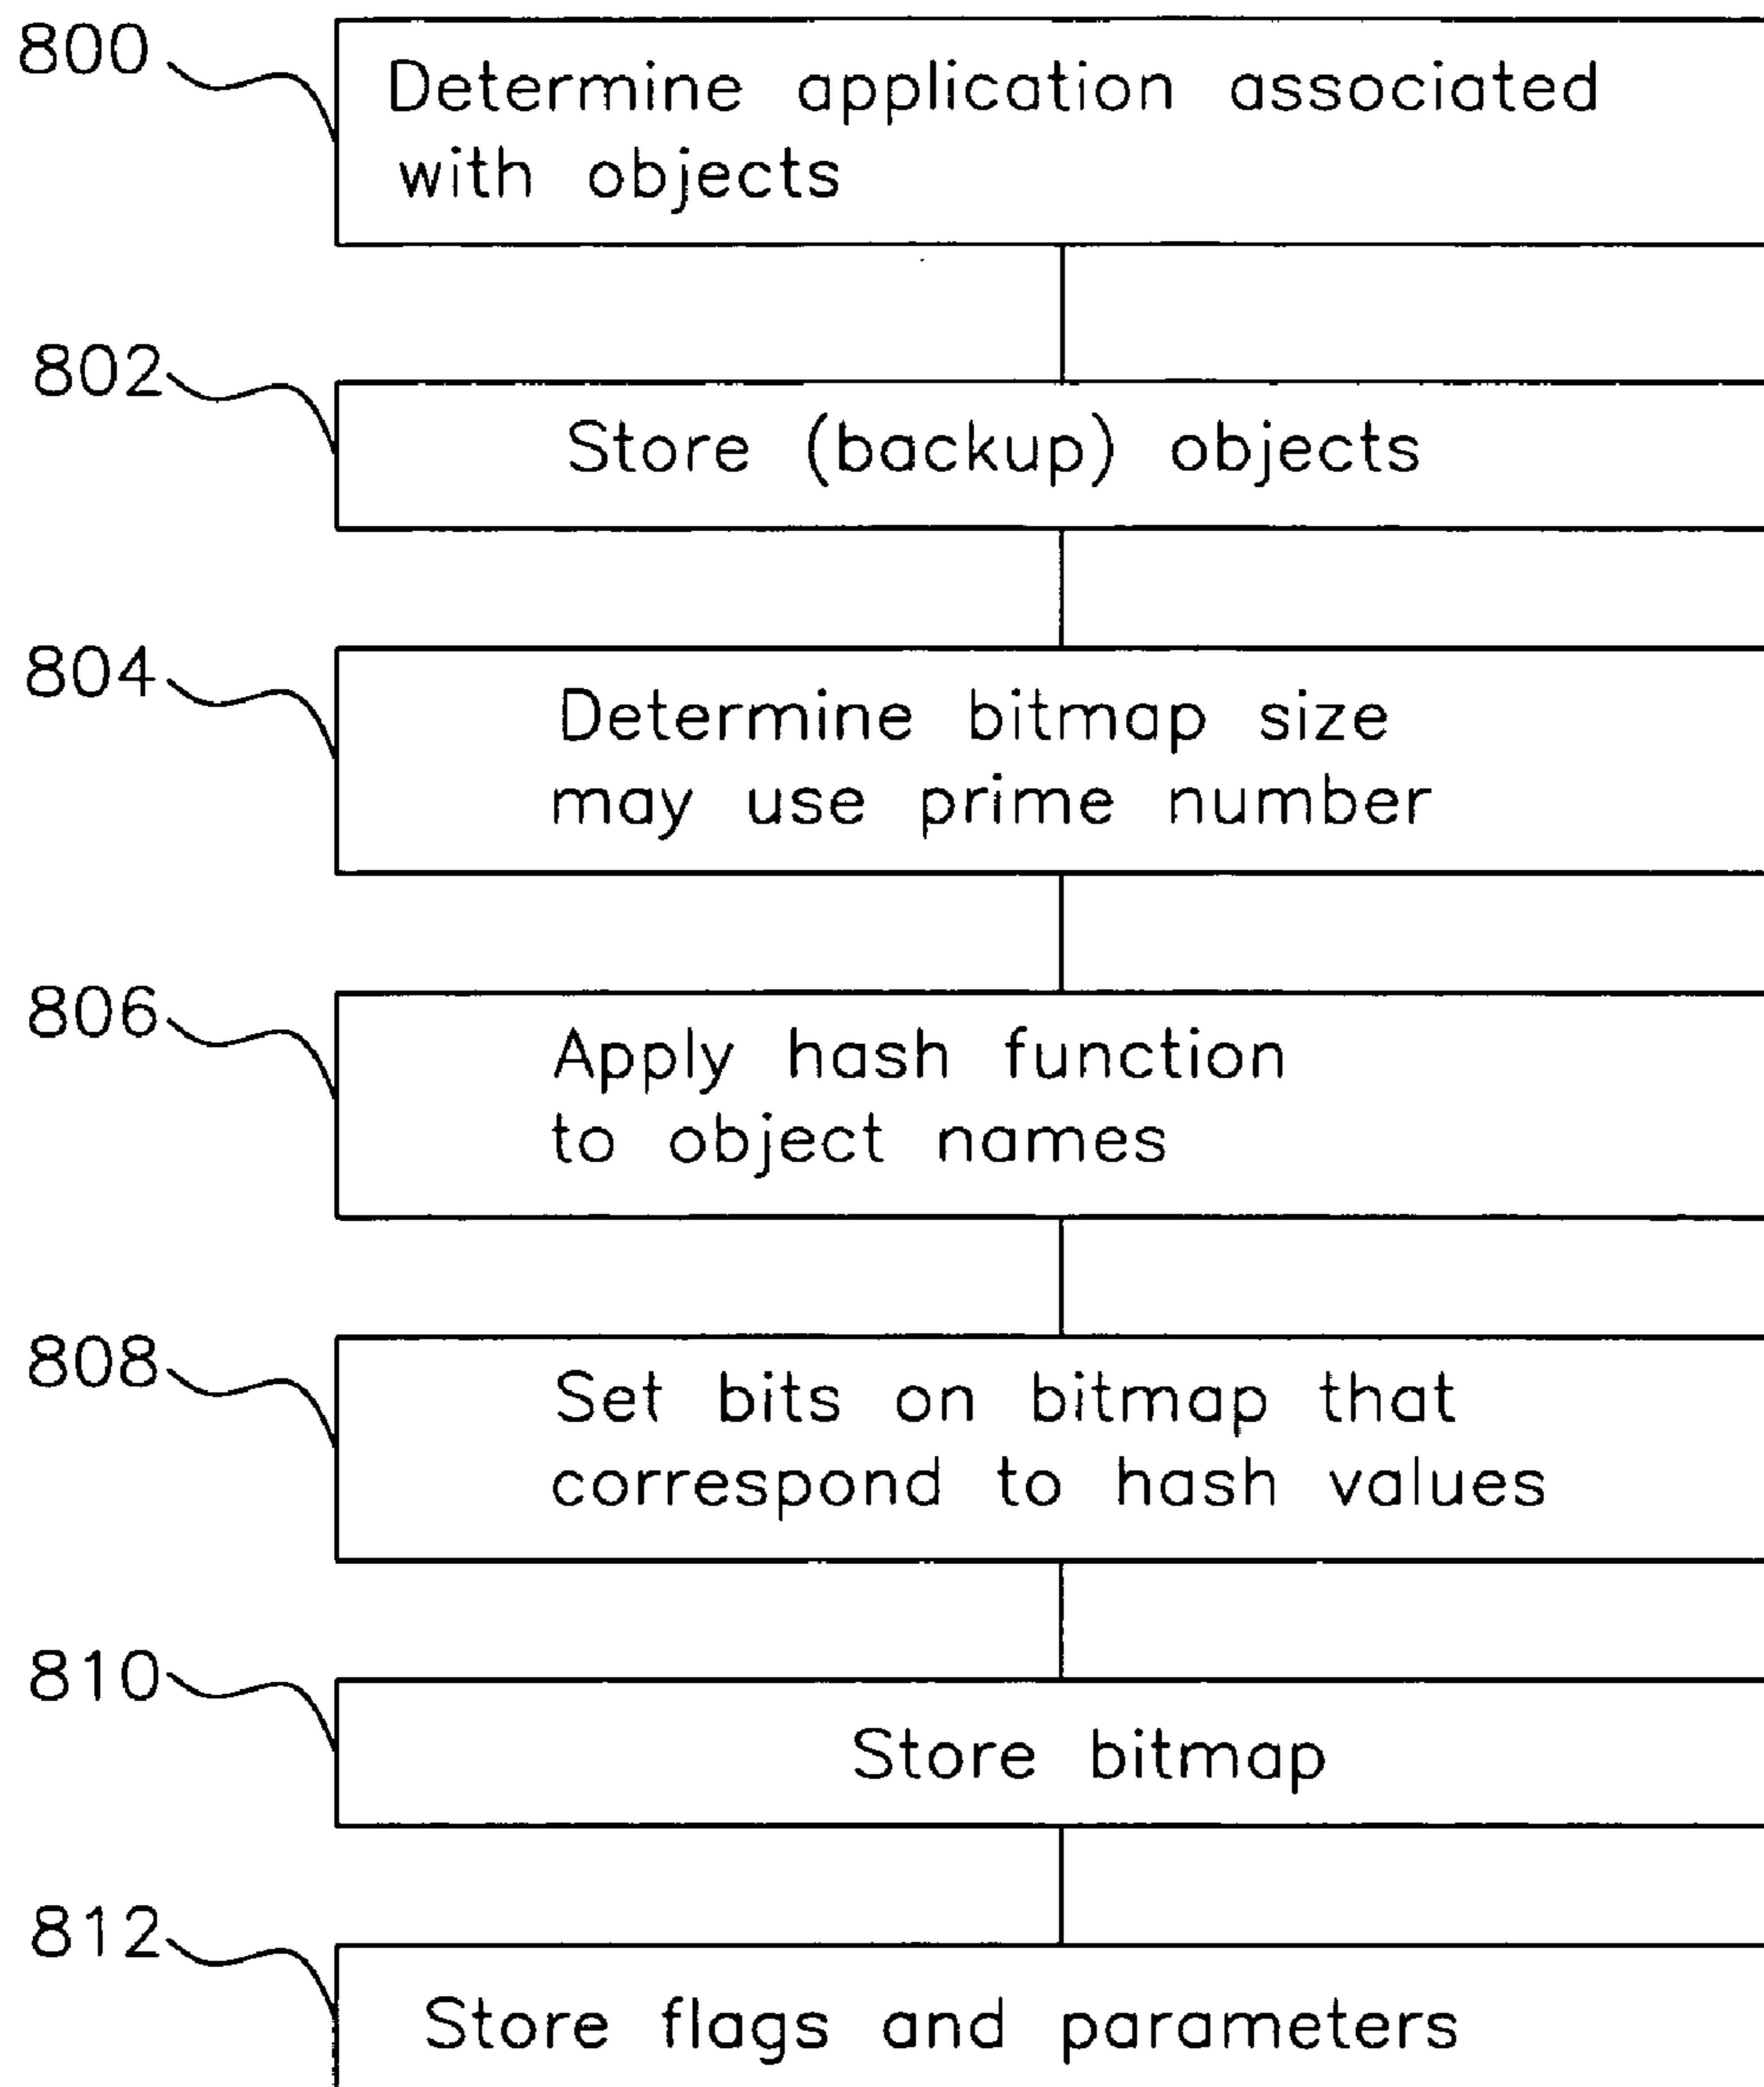 800
Determine application associated
with objects
802
Store (backup) objects
804
Determine bitmap size
may use prime number
806
Apply hash function
to object names
808
Set bits on bitmap that
correspond to hash values
810
Store bitmap
812
Store flags and parameters